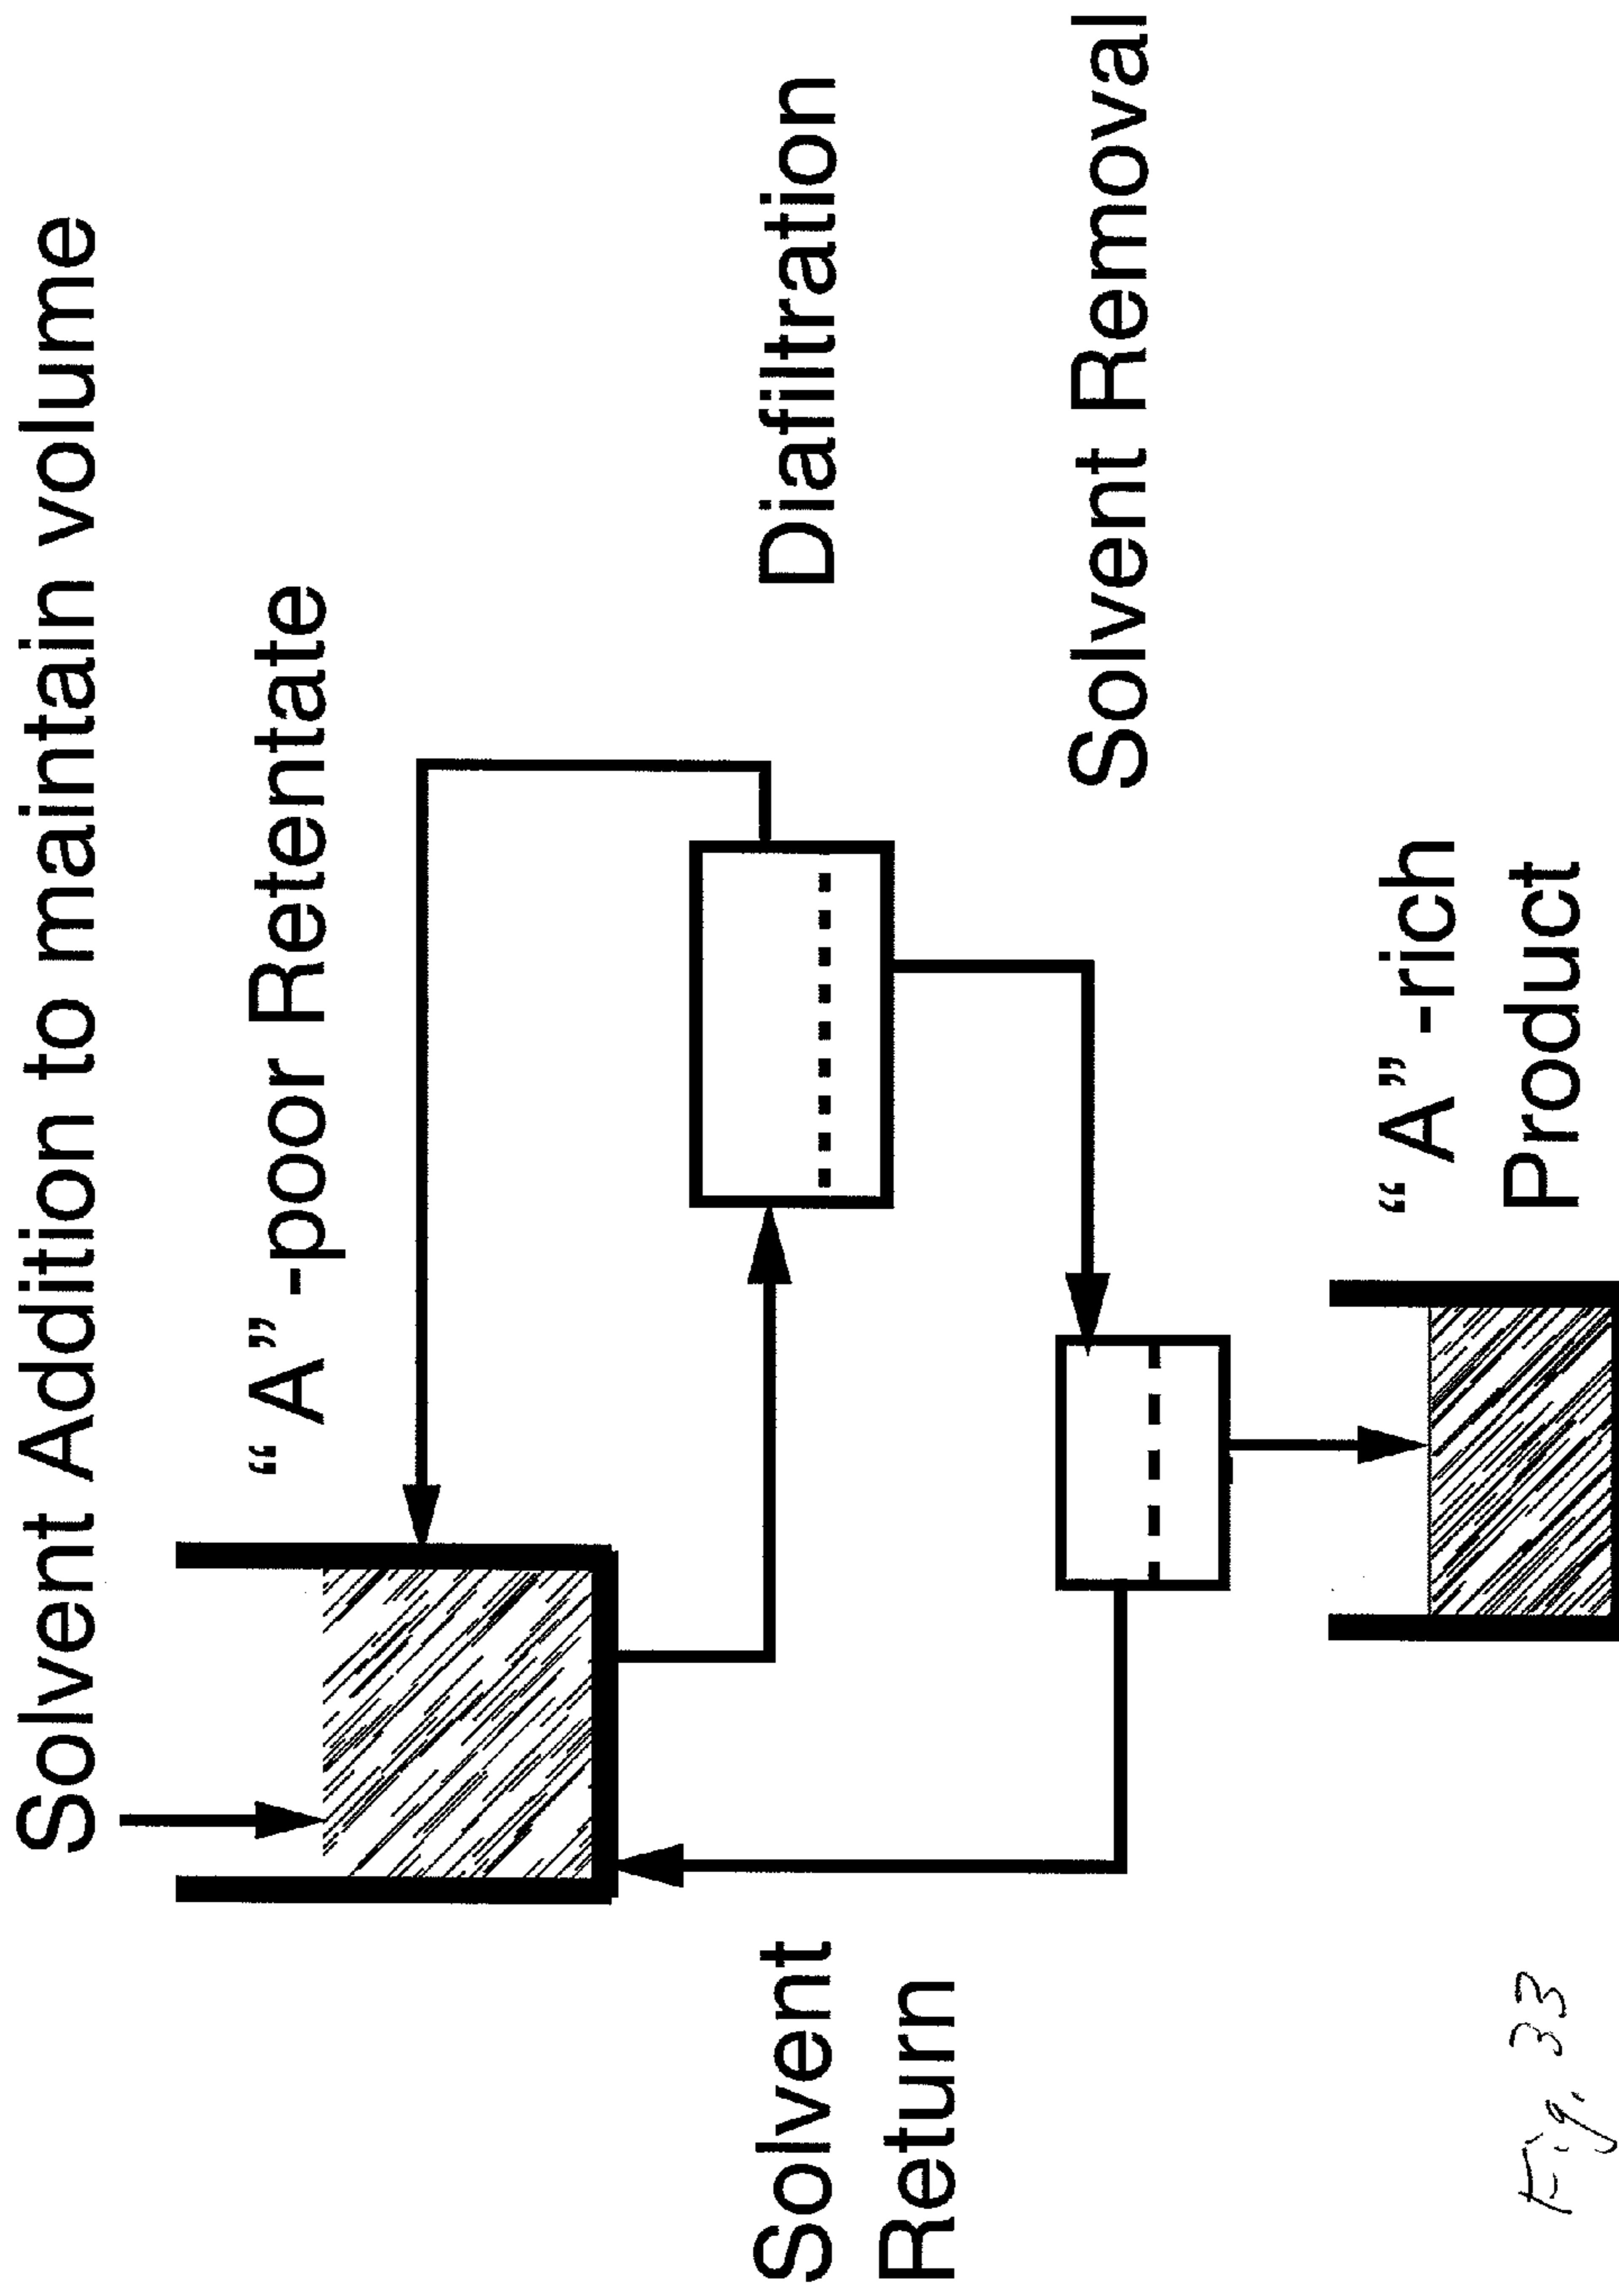 Solvent Addition to maintain volume
“A”-poor Retentate
Diafiltration
Solvent Removal
Solvent
Return
“A”-rich
Product
Fig. 33